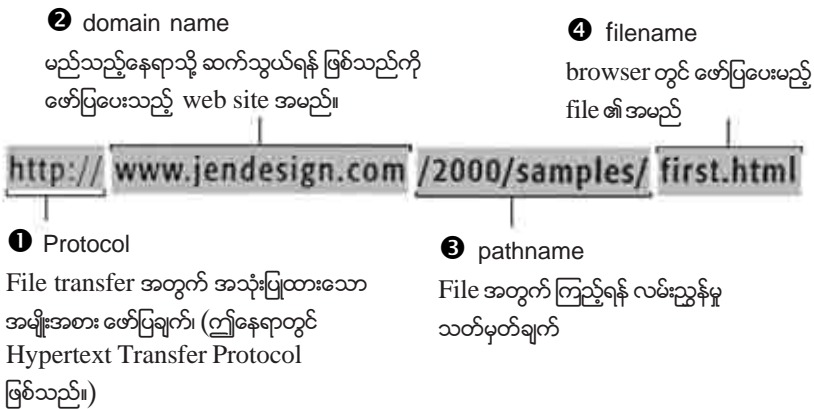 ❷ domain name
မည်သည့်နေရာသို့ ဆက်သွယ်ရန် ဖြစ်သည်ကို
ဖော်ပြပေးသည့် web site အမည်။
❹ filename
browser တွင် ဖော်ပြပေးမည့်
file ၏ အမည်
http:// www.jendesign.com /2000/samples/ first.html
❶ Protocol
File transfer အတွက် အသုံးပြုထားသော
အမျိုးအစား ဖော်ပြချက်၊ (ဤနေရာတွင်
Hypertext Transfer Protocol
ဖြစ်သည်။)
❸ pathname
File အတွက် ကြည့်ရန် လမ်းညွှန်မှု
သတ်မှတ်ချက်